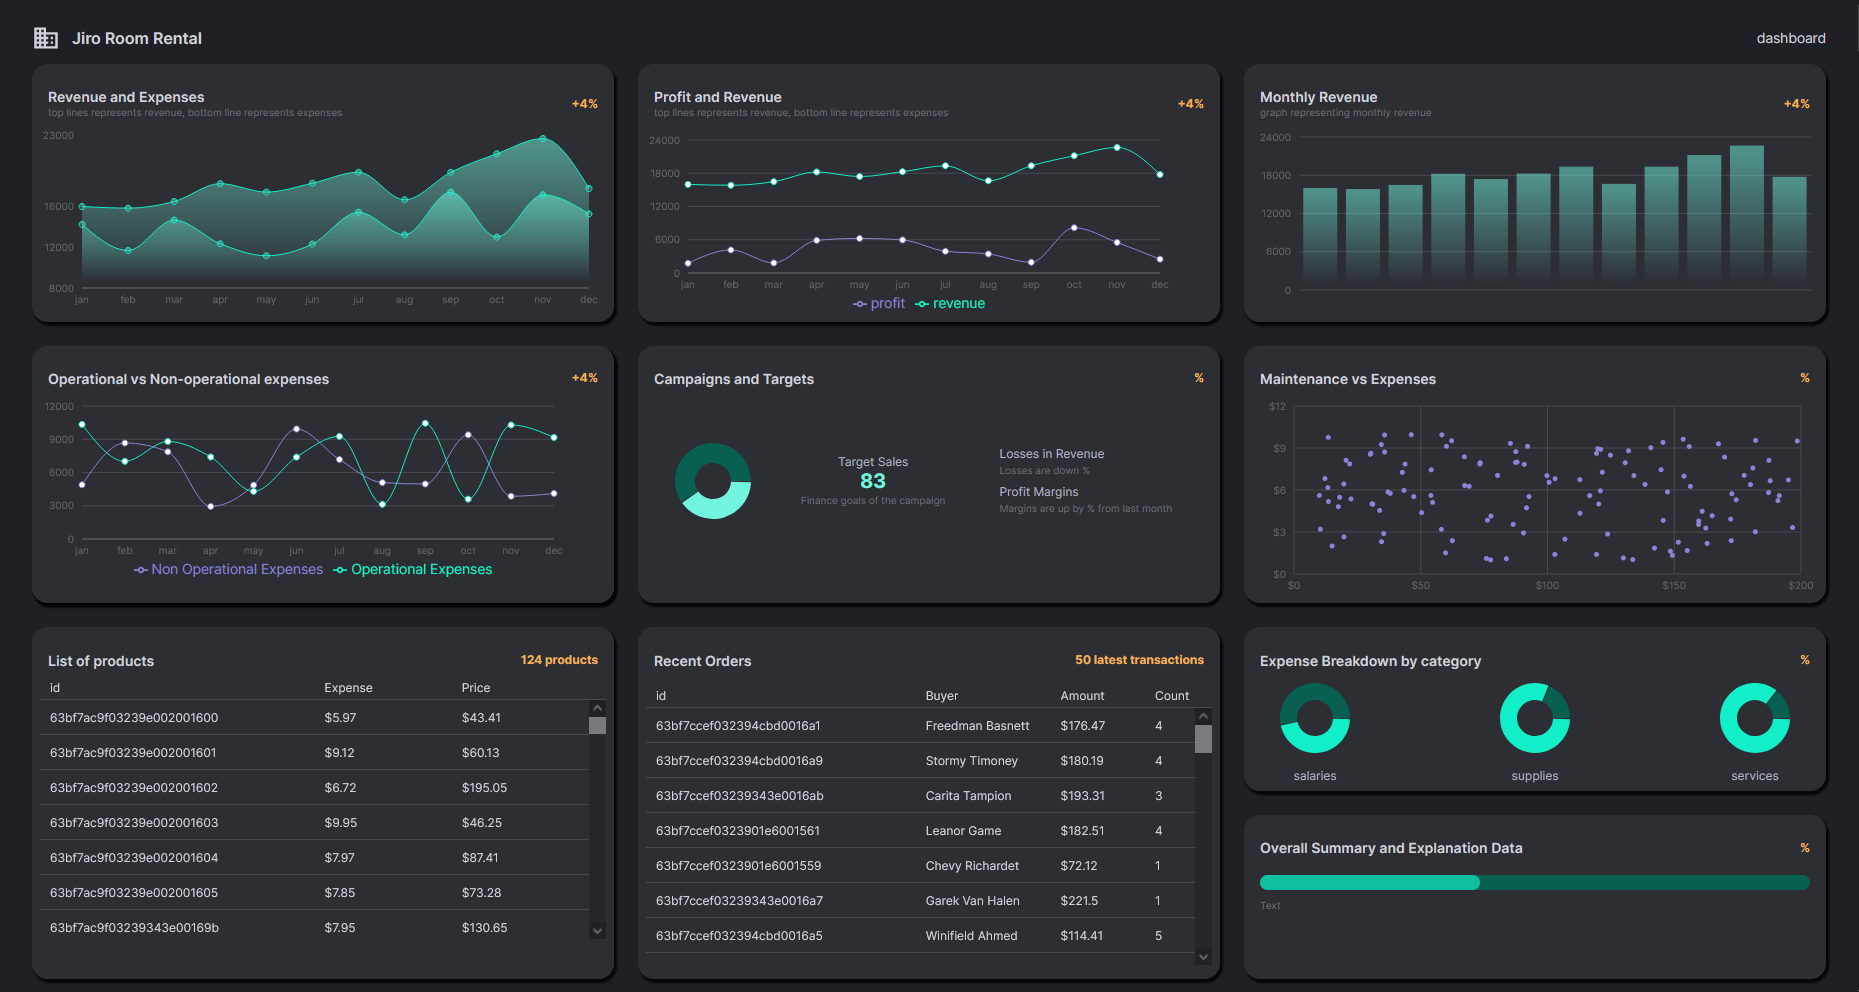 Jiro Room Rental
dashboard
Revenue and Expenses
top lines represents revenue, bottom line represents expenses
+4%
23000
16000
12000
8000
jan feb mar apr may jun jul aug sep oct nov dec
Profit and Revenue
top lines represents revenue, bottom line represents expenses
+4%
24000
18000
12000
6000
0
jan feb mar apr may jun jul aug sep oct nov dec
profit revenue
Monthly Revenue
graph representing monthly revenue
+4%
24000
18000
12000
6000
0
Operational vs Non-operational expenses
+4%
12000
9000
6000
3000
0
jan feb mar apr may jun jul aug sep oct nov dec
Non Operational Expenses Operational Expenses
Campaigns and Targets
%
Target Sales
83
Finance goals of the campaign
Losses in Revenue
Losses are down %
Profit Margins
Margins are up by % from last month
Maintenance vs Expenses
%
$12
$9
$6
$3
$0
$0 $50 $100 $150 $200
List of products
124 products
id Expense Price
63bf7ac9f03239e002001600 $5.97 $43.41
63bf7ac9f03239e002001601 $9.12 $60.13
63bf7ac9f03239e002001602 $6.72 $195.05
63bf7ac9f03239e002001603 $9.95 $46.25
63bf7ac9f03239e002001604 $7.97 $87.41
63bf7ac9f03239e002001605 $7.85 $73.28
63bf7ac9f03239343e00169b $7.95 $130.65
Recent Orders
50 latest transactions
id Buyer Amount Count
63bf7ccef032394cbd0016a1 Freedman Basnett $176.47 4
63bf7ccef032394cbd0016a9 Stormy Timoney $180.19 4
63bf7ccef03239343e0016ab Carita Tampion $193.31 3
63bf7ccef0323901e6001561 Leanor Game $182.51 4
63bf7ccef0323901e6001559 Chevy Richardet $72.12 1
63bf7ccef03239343e0016a7 Garek Van Halen $221.5 1
63bf7ccef032394cbd0016a5 Winifield Ahmed $114.41 5
Expense Breakdown by category
%
salaries
supplies
services
Overall Summary and Explanation Data
%
Text